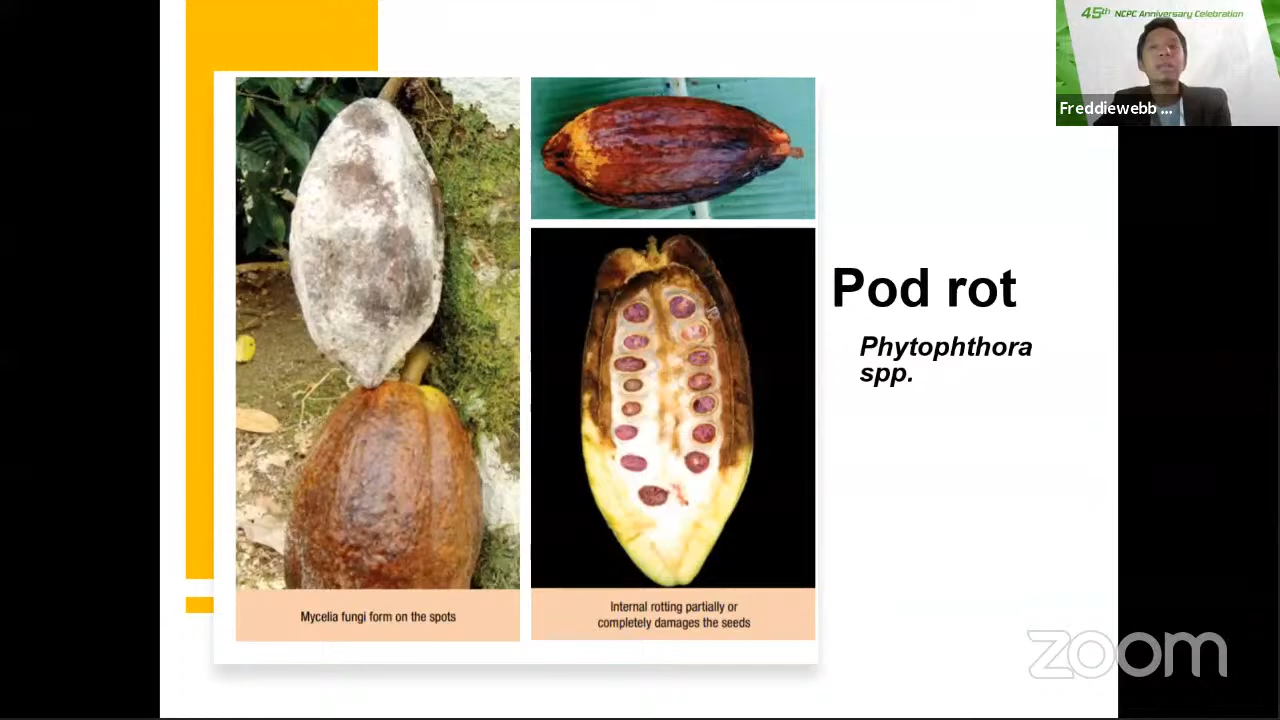 45th NCPC Anniversary Celebration
Freddiewebb ...
Pod rot
Phytophthora
spp.
Mycelia fungi form on the spots
Internal rotting partially or
completely damages the seeds
zoom